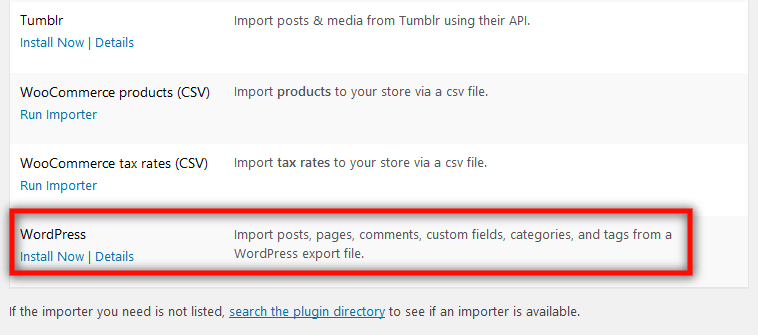 Tumblr
Import posts & media from Tumblr using their API.
Install Now | Details
WooCommerce products (CSV)
Import products to your store via a csv file.
Run Importer
WooCommerce tax rates (CSV)
Import tax rates to your store via a csv file.
Run Importer
WordPress
Import posts, pages, comments, custom fields, categories, and tags from a
WordPress export file.
Install Now | Details
If the importer you need is not listed, search the plugin directory to see if an importer is available.